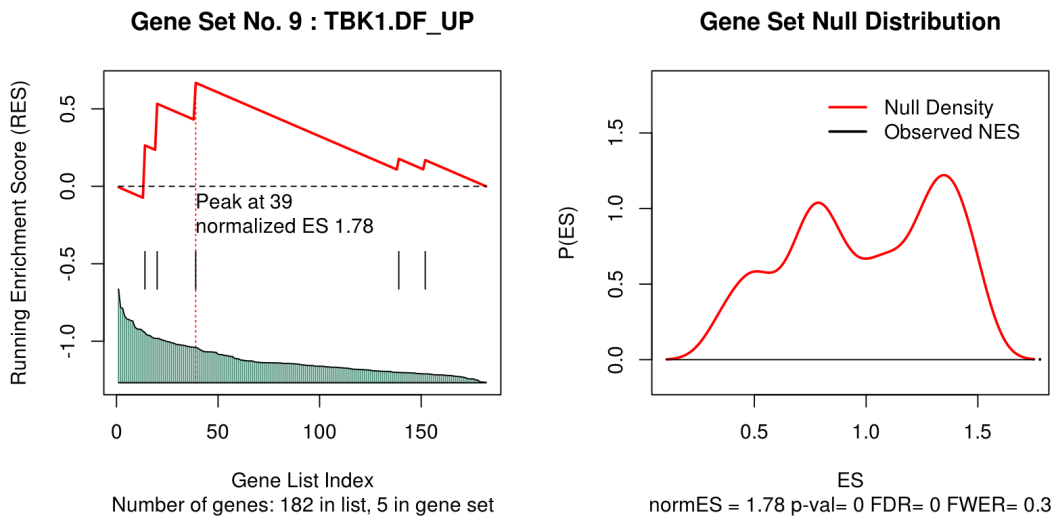 Gene Set No. 9 : TBK1.DF_UP
Running Enrichment Score (RES)
0.5
0.0
-0.5
-1.0
Peak at 39
normalized ES 1.78
0
50
100
150
Gene List Index
Number of genes: 182 in list, 5 in gene set
Gene Set Null Distribution
P(ES)
1.5
1.0
0.5
0.0
Null Density
Observed NES
0.5
1.0
1.5
ES
normES = 1.78 p-val= 0 FDR= 0 FWER= 0.3